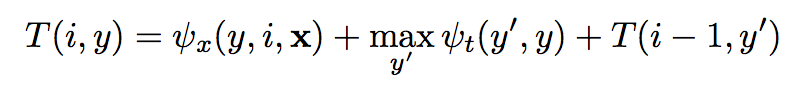 T(i, y) = ψ_x(y, i, **x**) + max_{y′} ψ_t(y′, y) + T(i − 1, y′)